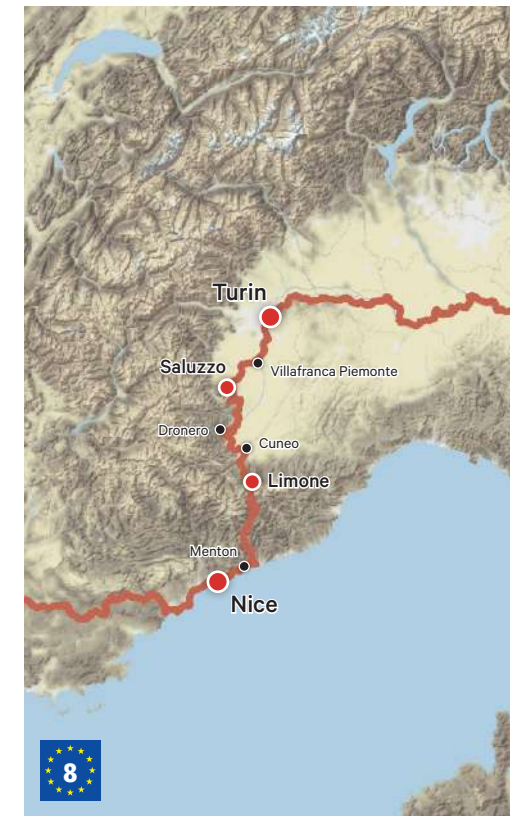 Turin
Villafranca Piemonte
Saluzzo
Dronero
Cuneo
Limone
Menton
Nice
8